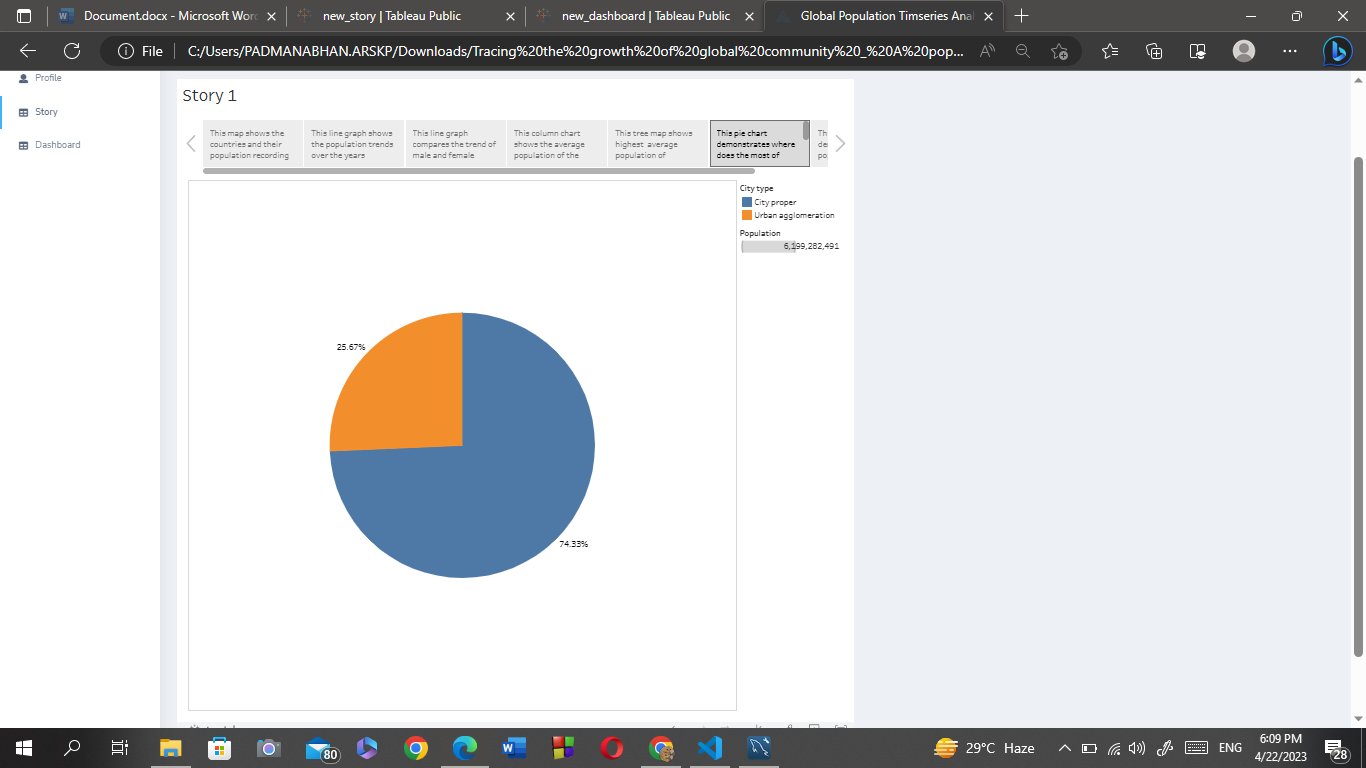 Document.docx - Microsoft Word
new_story | Tableau Public
new_dashboard | Tableau Public
Global Population Timseries Anal
File
C:/Users/PADMANABHAN.ARSKP/Downloads/Tracing%20the%20growth%20of%20global%20community%20_%20A%20pop...
Profile
Story
Dashboard
Story 1
This map shows the
countries and their
population recording
This line graph shows
the population trends
over the years
This line graph
compares the trend of
male and female
This column chart
shows the average
population of the
This tree map shows
highest average
population of
This pie chart
demonstrates where
does the most of
Th
de
po
City type
City proper
Urban agglomeration
Population
6,199,282,491
25.67%
74.33%
80
29°C Haze
ENG
6:09 PM
4/22/2023
28